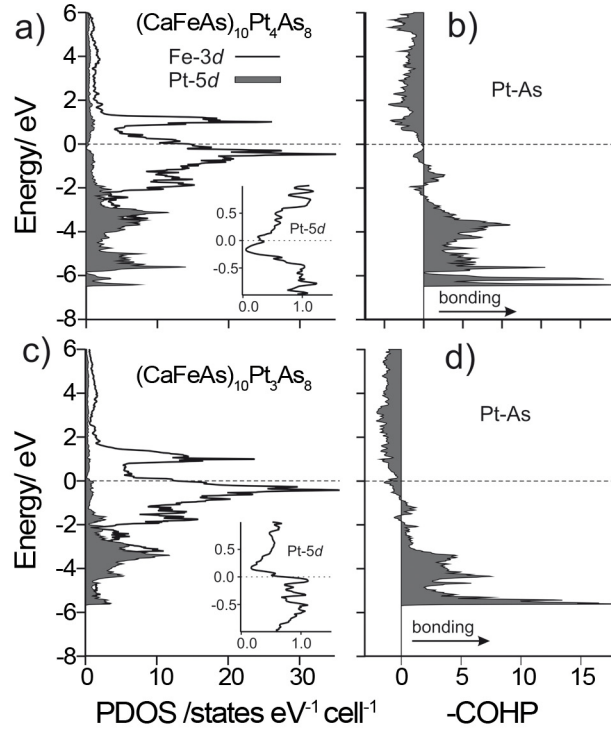 a)
(CaFeAs)₁₀Pt₄As₈
Fe-3d
Pt-5d
6
4
2
0
-2
-4
-6
-8
Energy/ eV
0.5
0.0
-0.5
Pt-5d
0.0 1.0
b)
Pt-As
bonding
c)
(CaFeAs)₁₀Pt₃As₈
6
4
2
0
-2
-4
-6
-8
Energy/ eV
0.5
0.0
-0.5
Pt-5d
0.0 1.0
0 10 20 30
PDOS /states eV⁻¹ cell⁻¹
d)
Pt-As
bonding
0 5 10 15
-COHP